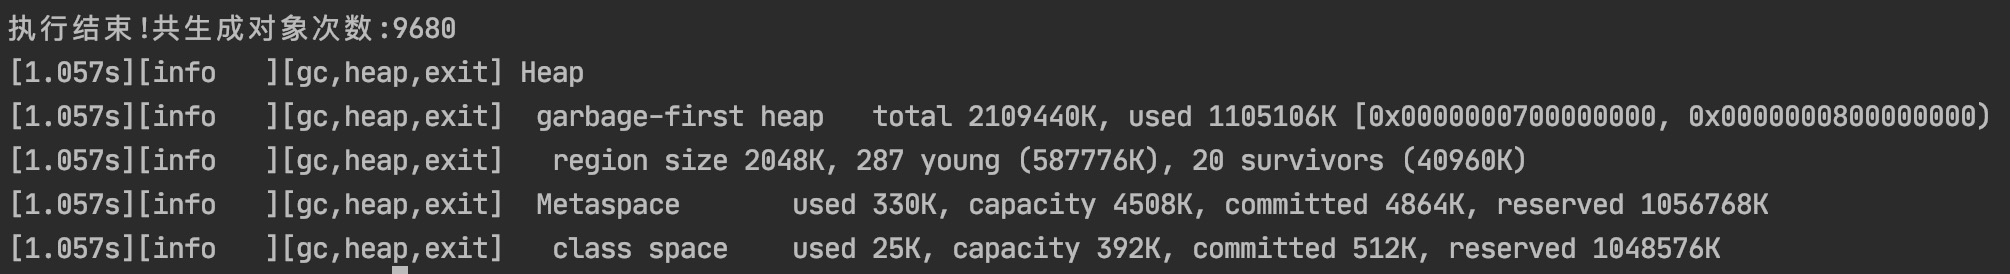 执行结束!共生成对象次数:9680
[1.057s][info   ][gc,heap,exit] Heap
[1.057s][info   ][gc,heap,exit]  garbage-first heap   total 2109440K, used 1105106K [0x0000000700000000, 0x0000000800000000)
[1.057s][info   ][gc,heap,exit]   region size 2048K, 287 young (587776K), 20 survivors (40960K)
[1.057s][info   ][gc,heap,exit]  Metaspace       used 330K, capacity 4508K, committed 4864K, reserved 1056768K
[1.057s][info   ][gc,heap,exit]   class space    used 25K, capacity 392K, committed 512K, reserved 1048576K